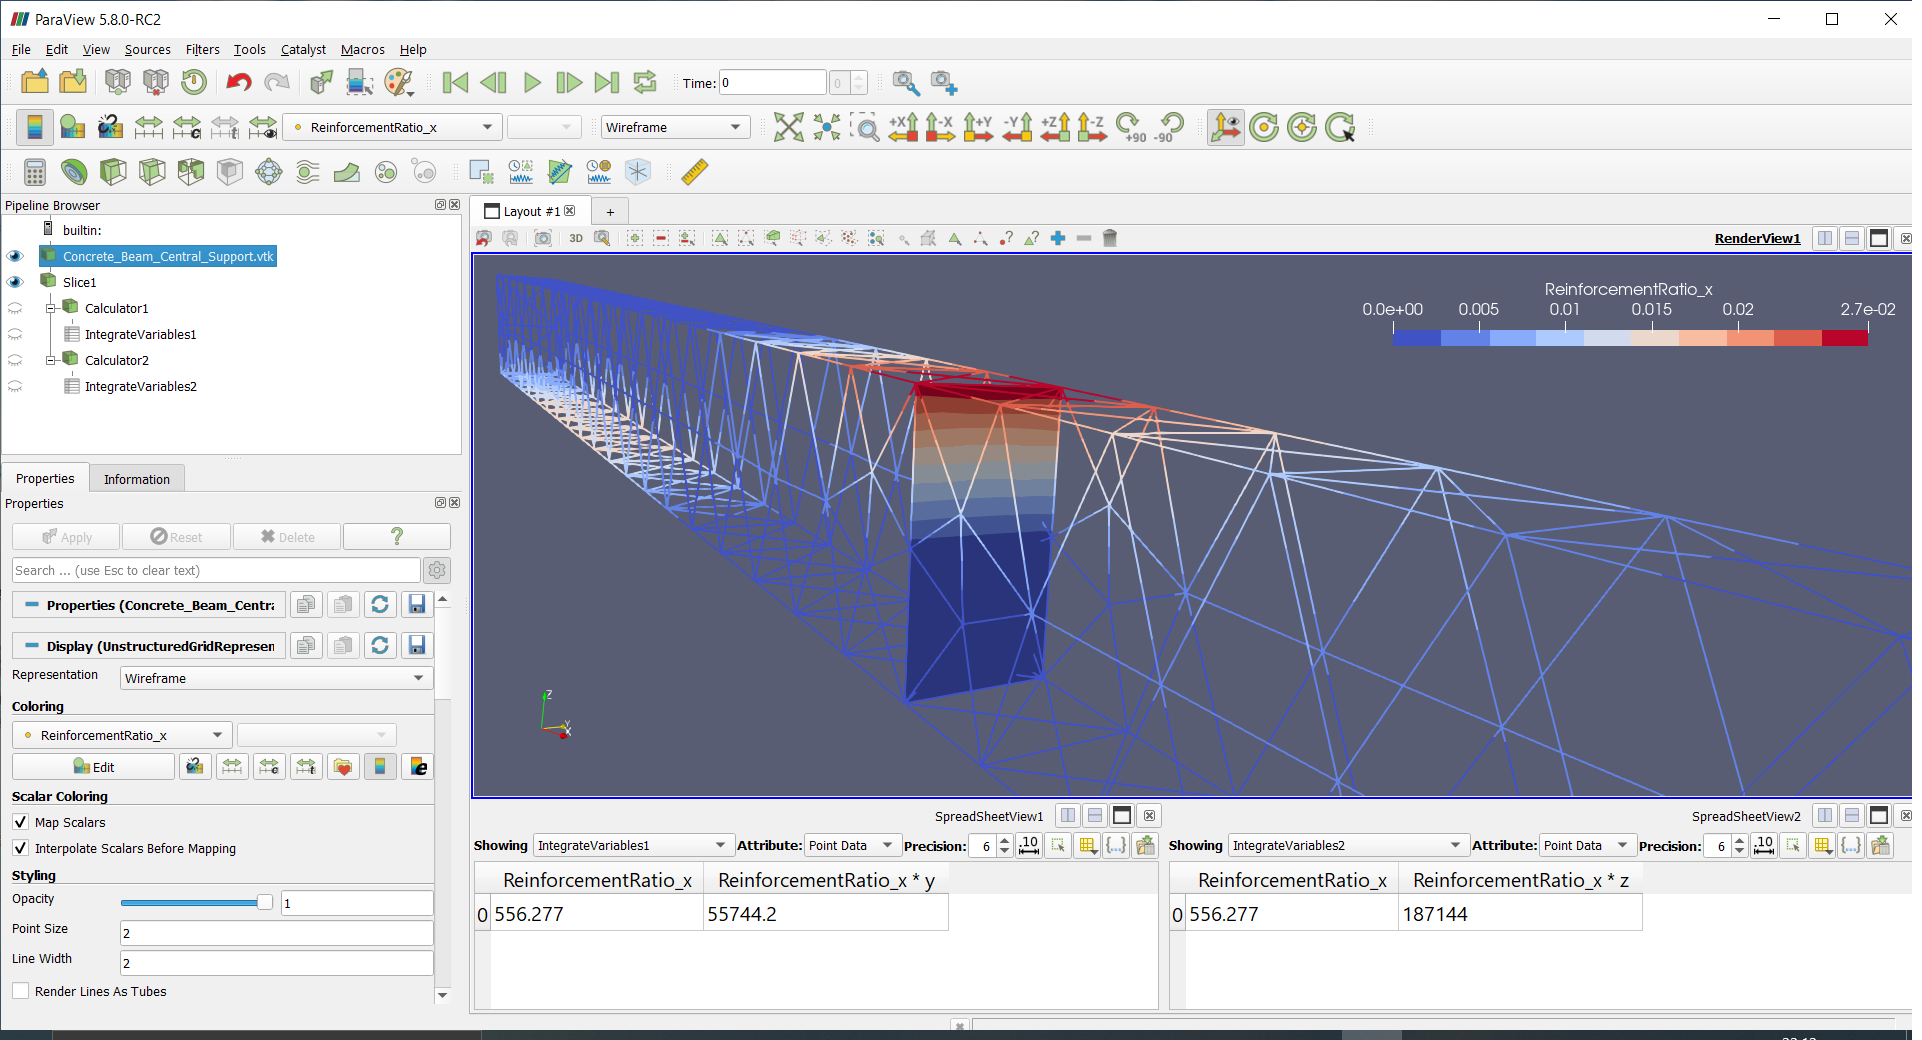 ParaView 5.8.0-RC2
File Edit View Sources Filters Tools Catalyst Macros Help
Time: 0 0
ReinforcementRatio_x Wireframe +X -X +Y -Y +Z -Z +90 -90
Pipeline Browser
Layout #1 +
builtin:
3D RenderView1
Concrete_Beam_Central_Support.vtk
Slice1
Calculator1
IntegrateVariables1
Calculator2
IntegrateVariables2
ReinforcementRatio_x
0.0e+00 0.005 0.01 0.015 0.02 2.7e-02
Z
Y
X
Properties Information
Properties
Apply Reset Delete ?
Search ... (use Esc to clear text)
Properties (Concrete_Beam_Centra
Display (UnstructuredGridRepresen
Representation Wireframe
Coloring
ReinforcementRatio_x
Edit
Scalar Coloring
Map Scalars
Interpolate Scalars Before Mapping
Styling
Opacity 1
Point Size 2
Line Width 2
Render Lines As Tubes
SpreadSheetView1
Showing IntegrateVariables1 Attribute: Point Data Precision: 6 .10
ReinforcementRatio_x ReinforcementRatio_x * y
0 556.277 55744.2
SpreadSheetView2
Showing IntegrateVariables2 Attribute: Point Data Precision: 6 .10
ReinforcementRatio_x ReinforcementRatio_x * z
0 556.277 187144